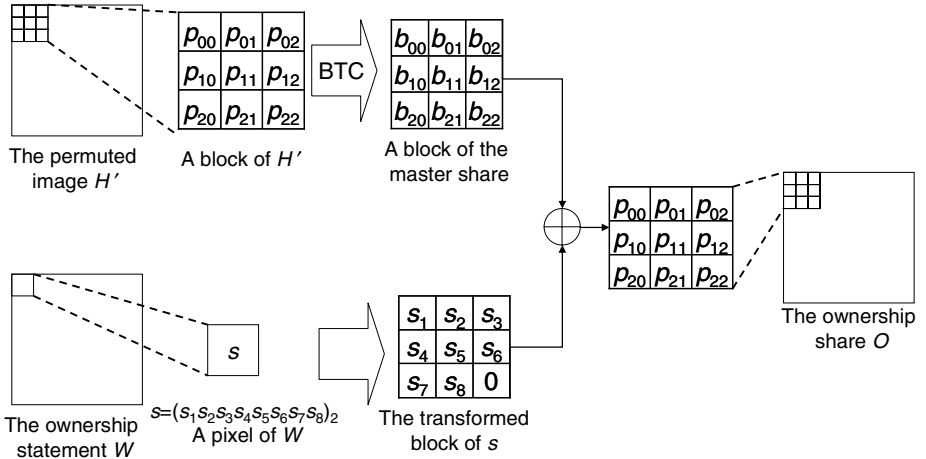 p00 p01 p02
p10 p11 p12
p20 p21 p22
BTC
b00 b01 b02
b10 b11 b12
b20 b21 b22
The permuted
image H′
A block of H′
A block of the
master share
p00 p01 p02
p10 p11 p12
p20 p21 p22
The ownership
share O
s
s1 s2 s3
s4 s5 s6
s7 s8 0
The ownership
statement W
s=(s1s2s3s4s5s6s7s8)2
A pixel of W
The transformed
block of s